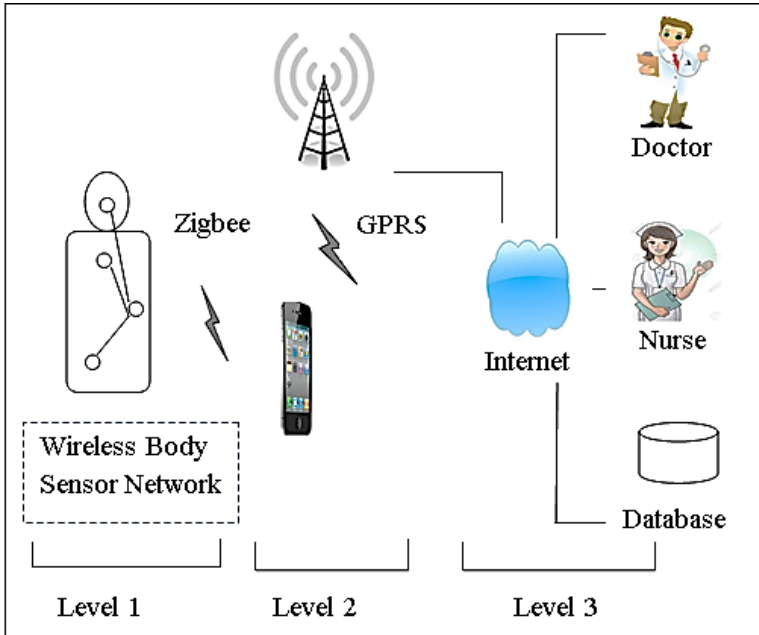 Doctor
Zigbee
GPRS
Nurse
Internet
Wireless Body
Sensor Network
Database
Level 1
Level 2
Level 3